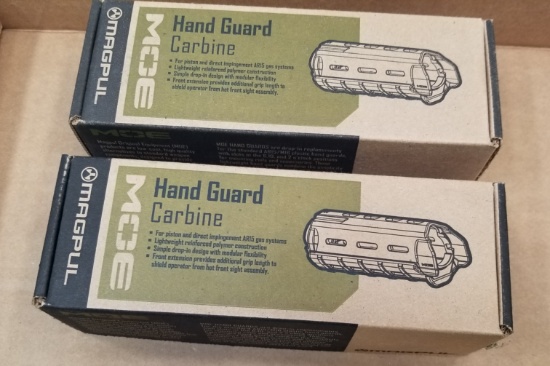 MAGPUL
MOE
Hand Guard
Carbine
• For piston and direct impingement AR15 gas systems
• Lightweight reinforced polymer construction
• Simple drop-in design with modular flexibility
• Front extension provides additional grip length to
shield operator from hot front sight assembly.
MOE
MOE HAND GUARDS
MAGPUL
MOE
Hand Guard
Carbine
• For piston and direct impingement AR15 gas systems
• Lightweight reinforced polymer construction
• Simple drop-in design with modular flexibility
• Front extension provides additional grip length to
shield operator from hot front sight assembly.